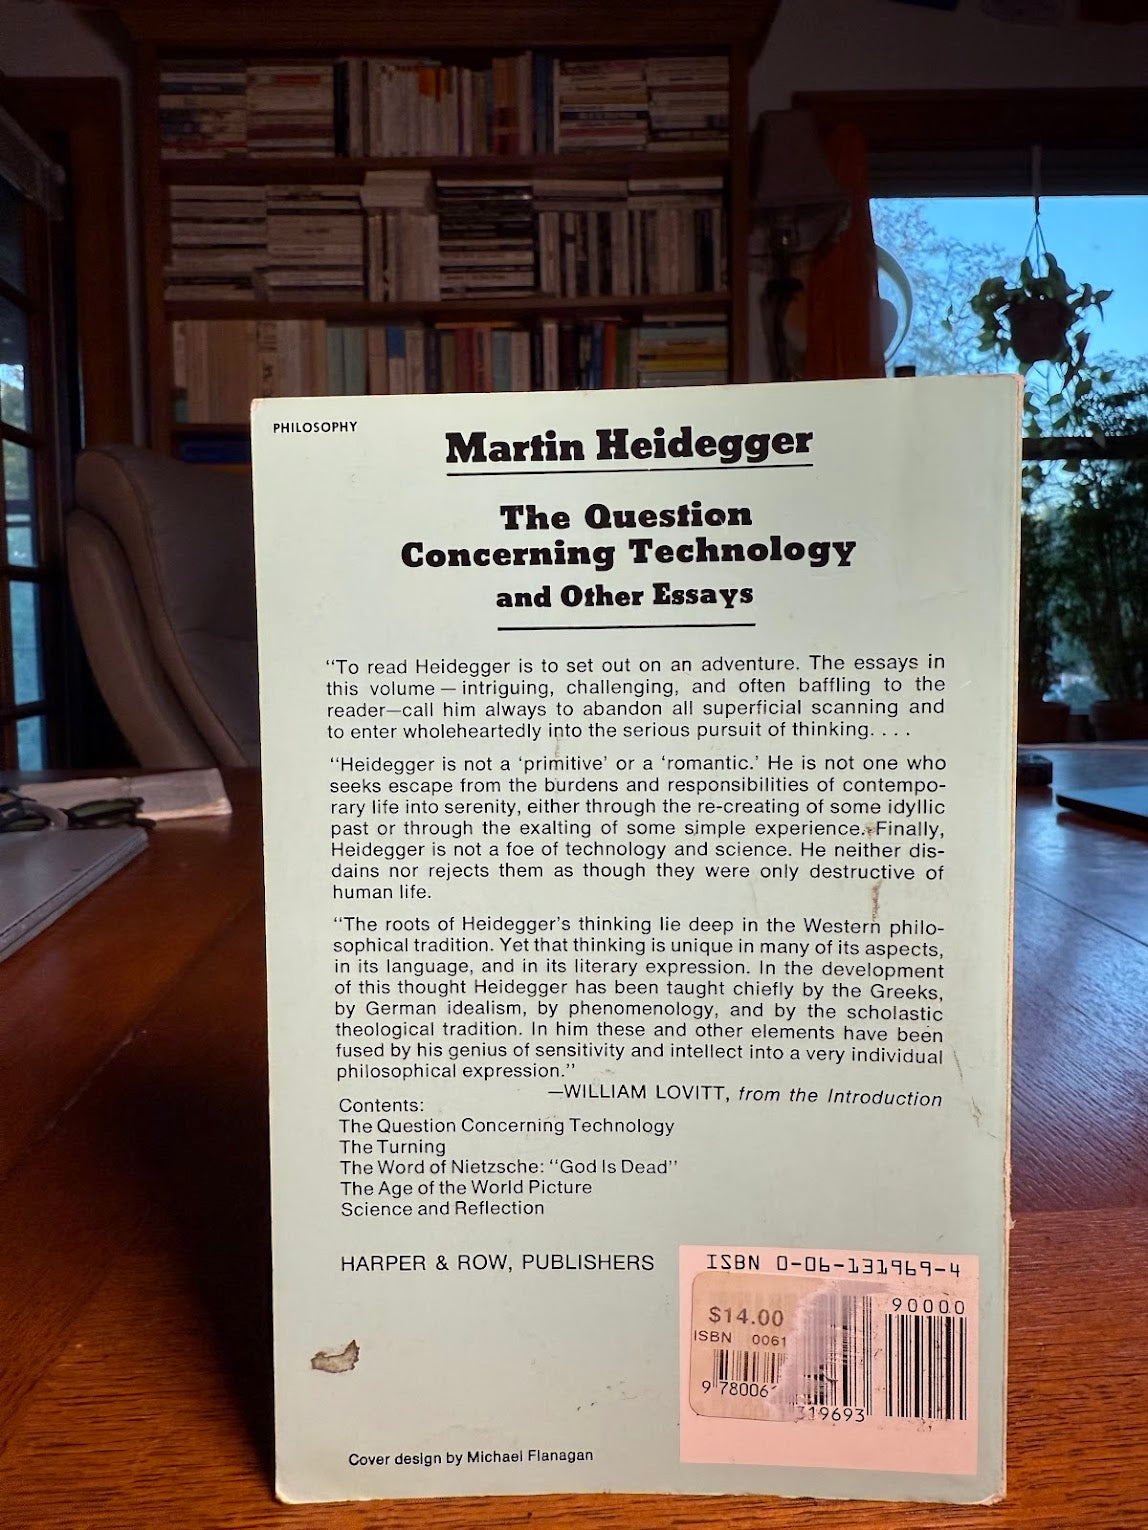 PHILOSOPHY
Martin Heidegger
The Question
Concerning Technology
and Other Essays
“To read Heidegger is to set out on an adventure. The essays in
this volume — intriguing, challenging, and often baffling to the
reader—call him always to abandon all superficial scanning and
to enter wholeheartedly into the serious pursuit of thinking. . . .
“Heidegger is not a ‘primitive’ or a ‘romantic.’ He is not one who
seeks escape from the burdens and responsibilities of contempo-
rary life into serenity, either through the re-creating of some idyllic
past or through the exalting of some simple experience. Finally,
Heidegger is not a foe of technology and science. He neither dis-
dains nor rejects them as though they were only destructive of
human life.
“The roots of Heidegger’s thinking lie deep in the Western philo-
sophical tradition. Yet that thinking is unique in many of its aspects,
in its language, and in its literary expression. In the development
of this thought Heidegger has been taught chiefly by the Greeks,
by German idealism, by phenomenology, and by the scholastic
theological tradition. In him these and other elements have been
fused by his genius of sensitivity and intellect into a very individual
philosophical expression.”
—WILLIAM LOVITT, from the Introduction
Contents:
The Question Concerning Technology
The Turning
The Word of Nietzsche: “God Is Dead”
The Age of the World Picture
Science and Reflection
HARPER & ROW, PUBLISHERS
ISBN 0-06-131969-4
90000
$14.00
ISBN 0061
9 78006
319693
Cover design by Michael Flanagan